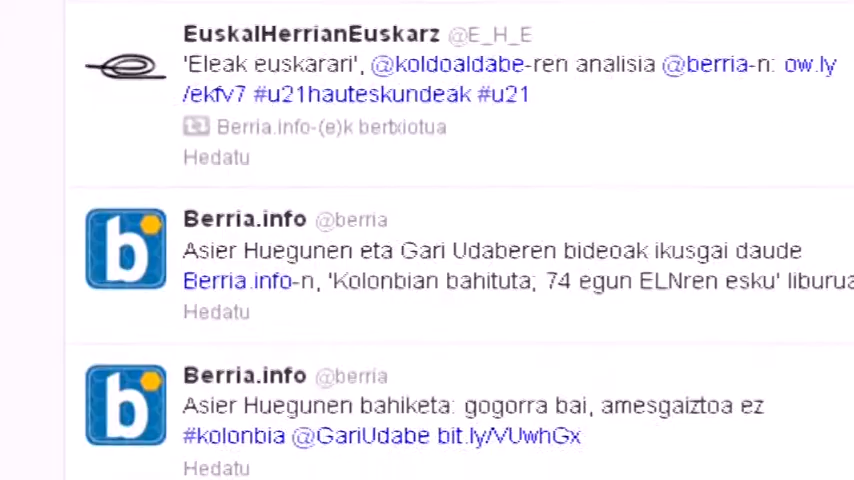 EuskalHerrianEuskarz @E_H_E
'Eleak euskarari', @koldoaldabe-ren analisia @berria-n: ow.ly
/ekfv7 #u21hauteskundeak #u21
Berria.info-(e)k bertxiotua
Hedatu
b
Berria.info @berria
Asier Huegunen eta Gari Udaberen bideoak ikusgai daude
Berria.info-n, 'Kolonbian bahituta; 74 egun ELNren esku' liburua
Hedatu
b
Berria.info @berria
Asier Huegunen bahiketa: gogorra bai, amesgaiztoa ez
#kolonbia @GariUdabe bit.ly/VUwhGx
Hedatu